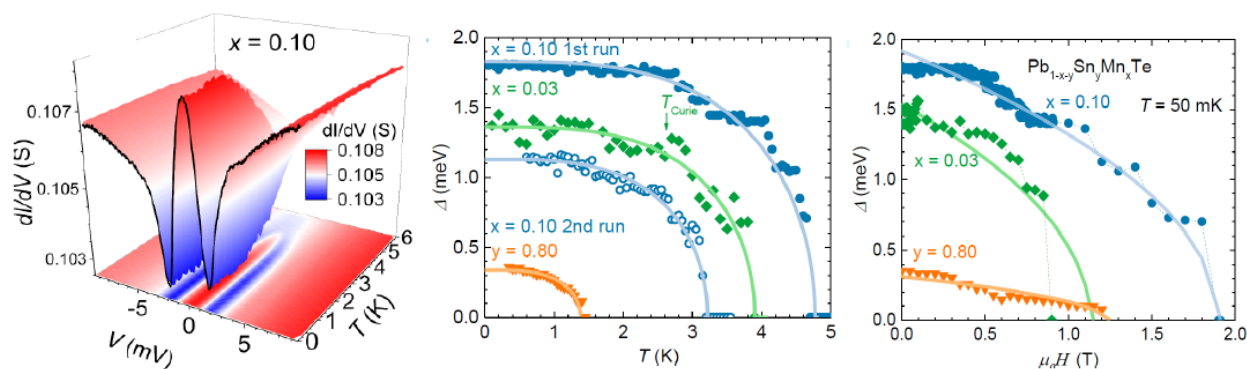 x = 0.10
dI/dV (S)
0.107
0.105
0.103
dI/dV (S)
0.108
0.105
0.103
-5
0
5
V (mV)
0
1
2
3
4
5
6
T (K)
2.0
1.5
1.0
0.5
0.0
Δ (meV)
x = 0.10 1st run
x = 0.03
T_Curie
x = 0.10 2nd run
y = 0.80
0
1
2
3
4
5
T (K)
2.0
1.5
1.0
0.5
0.0
Δ (meV)
Pb1-x-ySnyMnxTe
x = 0.10
T = 50 mK
x = 0.03
y = 0.80
0.0
0.5
1.0
1.5
2.0
μoH (T)